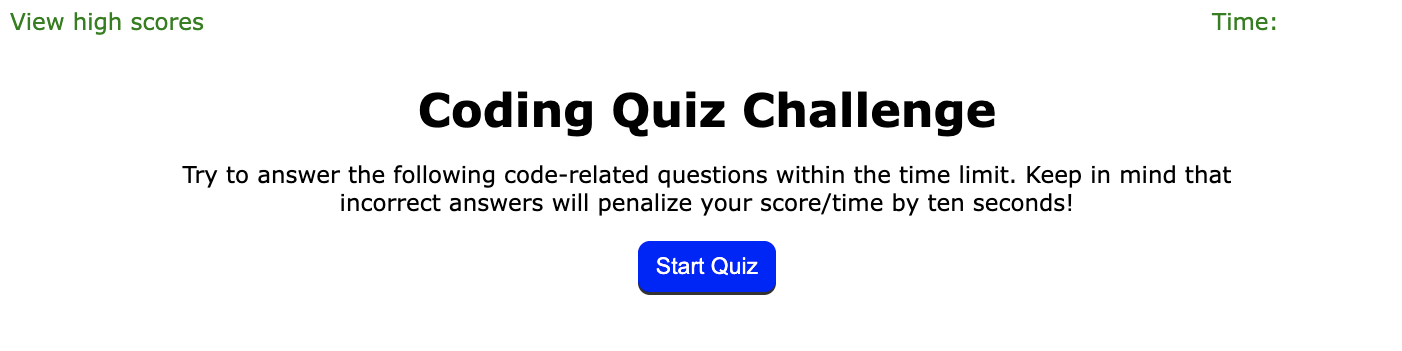 View high scores
Time:
Coding Quiz Challenge
Try to answer the following code-related questions within the time limit. Keep in mind that
incorrect answers will penalize your score/time by ten seconds!
Start Quiz